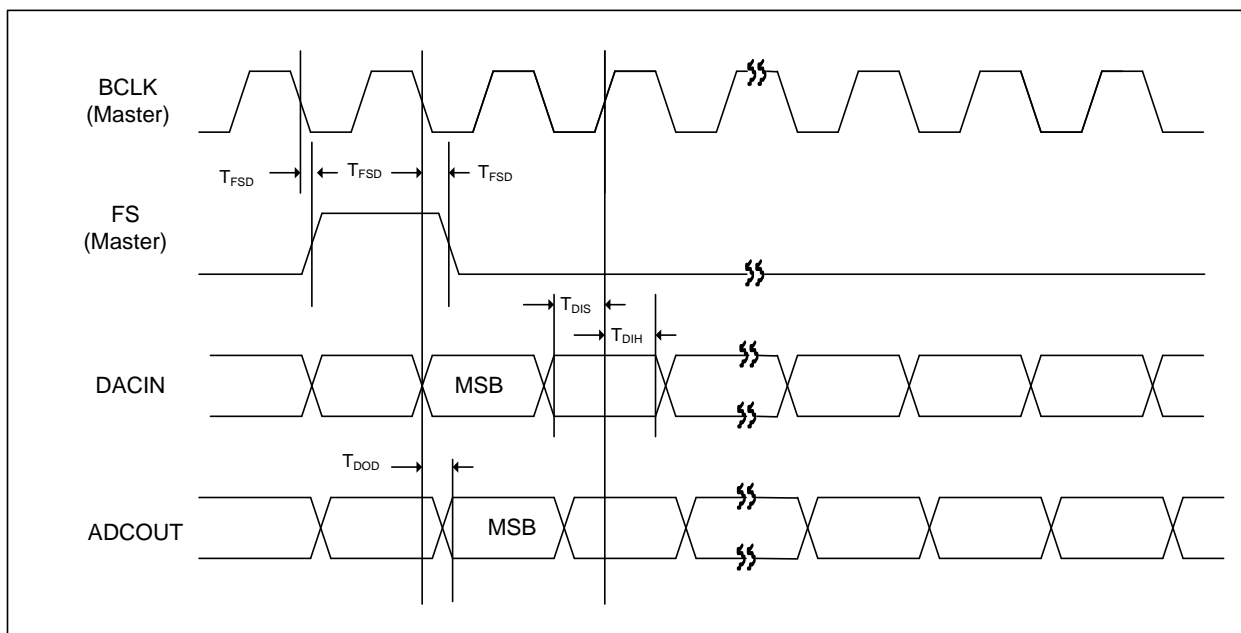 BCLK
(Master)
T_FSD T_FSD T_FSD
FS
(Master)
T_DIS
T_DIH
DACIN
MSB
T_DOD
ADCOUT
MSB